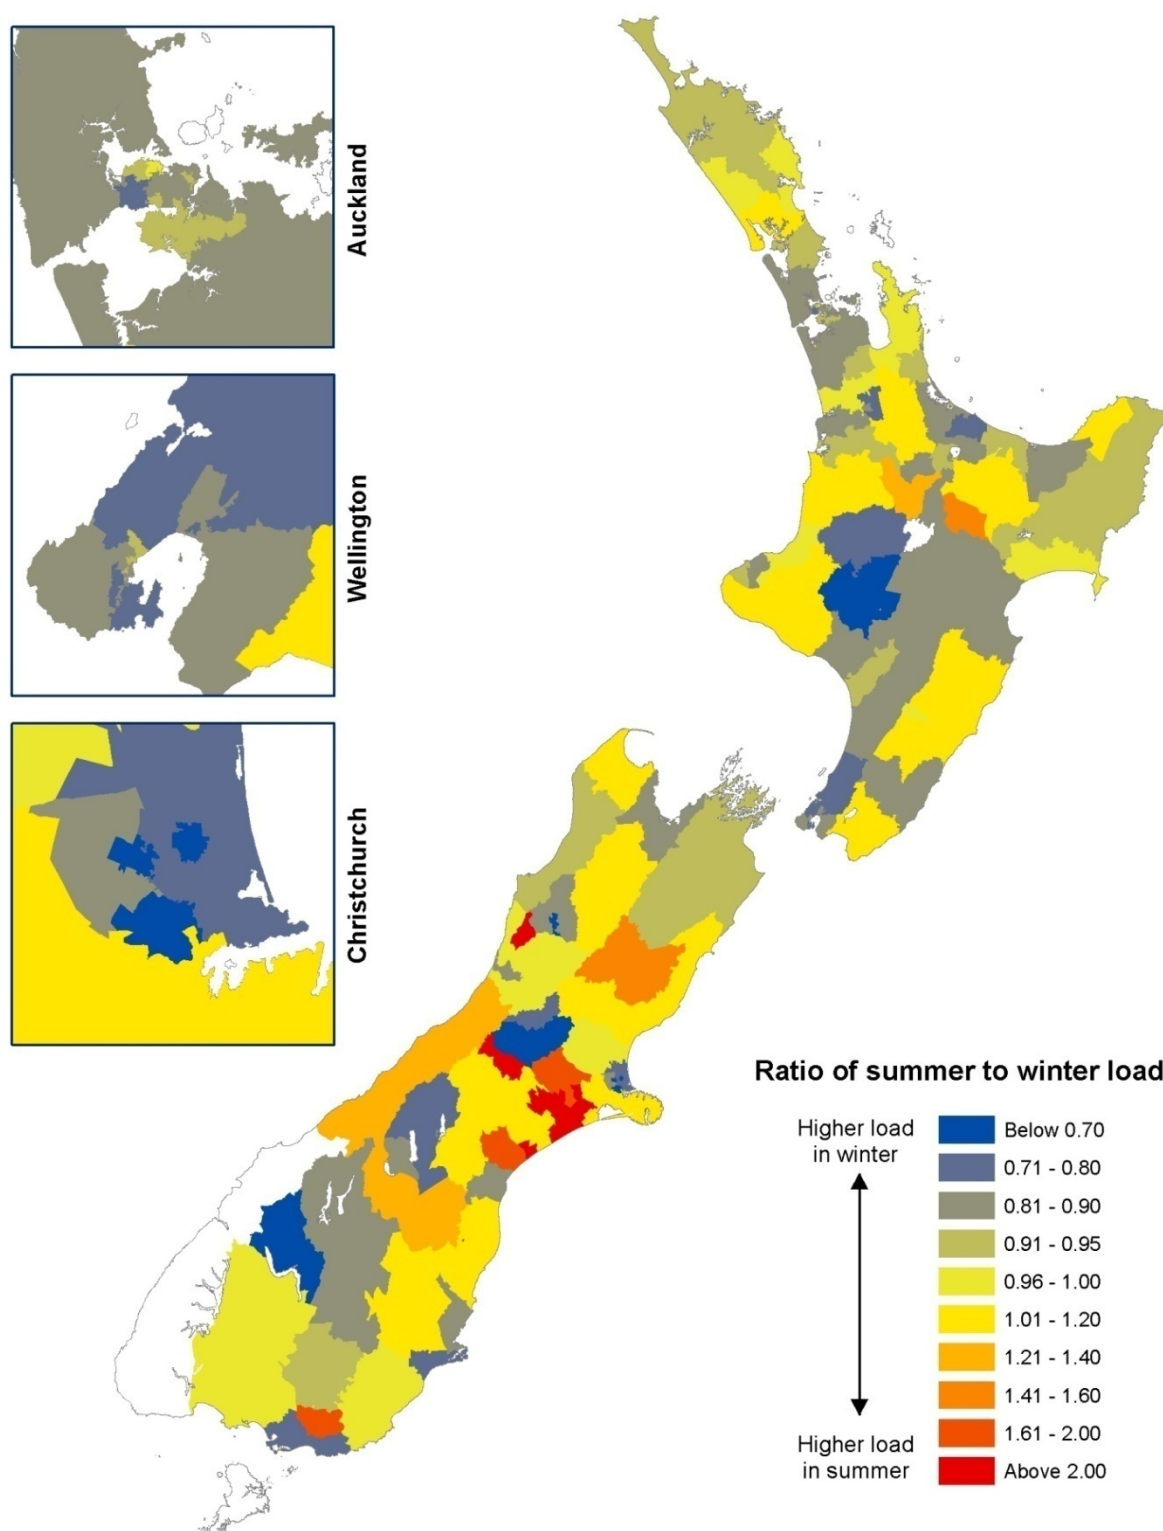 Auckland
Wellington
Christchurch
Ratio of summer to winter load
Higher load
in winter
Higher load
in summer
Below 0.70
0.71 - 0.80
0.81 - 0.90
0.91 - 0.95
0.96 - 1.00
1.01 - 1.20
1.21 - 1.40
1.41 - 1.60
1.61 - 2.00
Above 2.00